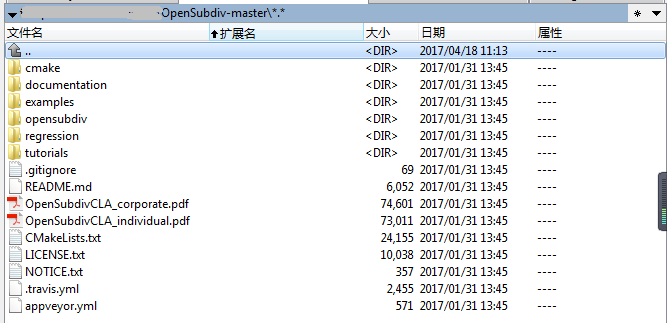 OpenSubdiv-master\*.*
文件名 扩展名 大小 日期 属性
.. <DIR> 2017/04/18 11:13 ----
cmake <DIR> 2017/01/31 13:45 ----
documentation <DIR> 2017/01/31 13:45 ----
examples <DIR> 2017/01/31 13:45 ----
opensubdiv <DIR> 2017/01/31 13:45 ----
regression <DIR> 2017/01/31 13:45 ----
tutorials <DIR> 2017/01/31 13:45 ----
.gitignore 69 2017/01/31 13:45 ----
README.md 6,052 2017/01/31 13:45 ----
OpenSubdivCLA_corporate.pdf 74,601 2017/01/31 13:45 ----
OpenSubdivCLA_individual.pdf 73,011 2017/01/31 13:45 ----
CMakeLists.txt 24,155 2017/01/31 13:45 ----
LICENSE.txt 10,038 2017/01/31 13:45 ----
NOTICE.txt 357 2017/01/31 13:45 ----
.travis.yml 2,455 2017/01/31 13:45 ----
appveyor.yml 571 2017/01/31 13:45 ----